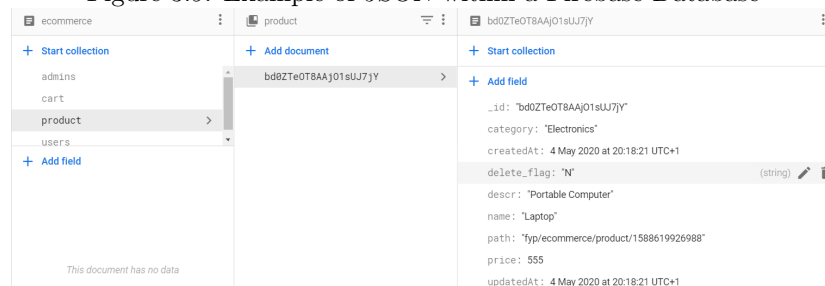 Figure 3.6: Example of JSON within a Firebase Database
ecommerce
+ Start collection
admins
cart
product
users
+ Add field
This document has no data
product
+ Add document
bd0ZTeOT8AAjO1sUJ7jY
bd0ZTeOT8AAjO1sUJ7jY
+ Start collection
+ Add field
_id: "bd0ZTeOT8AAjO1sUJ7jY"
category: "Electronics"
createdAt: 4 May 2020 at 20:18:21 UTC+1
delete_flag: "N" (string)
descr: "Portable Computer"
name: "Laptop"
path: "fyp/ecommerce/product/1588619926988"
price: 555
updatedAt: 4 May 2020 at 20:18:21 UTC+1